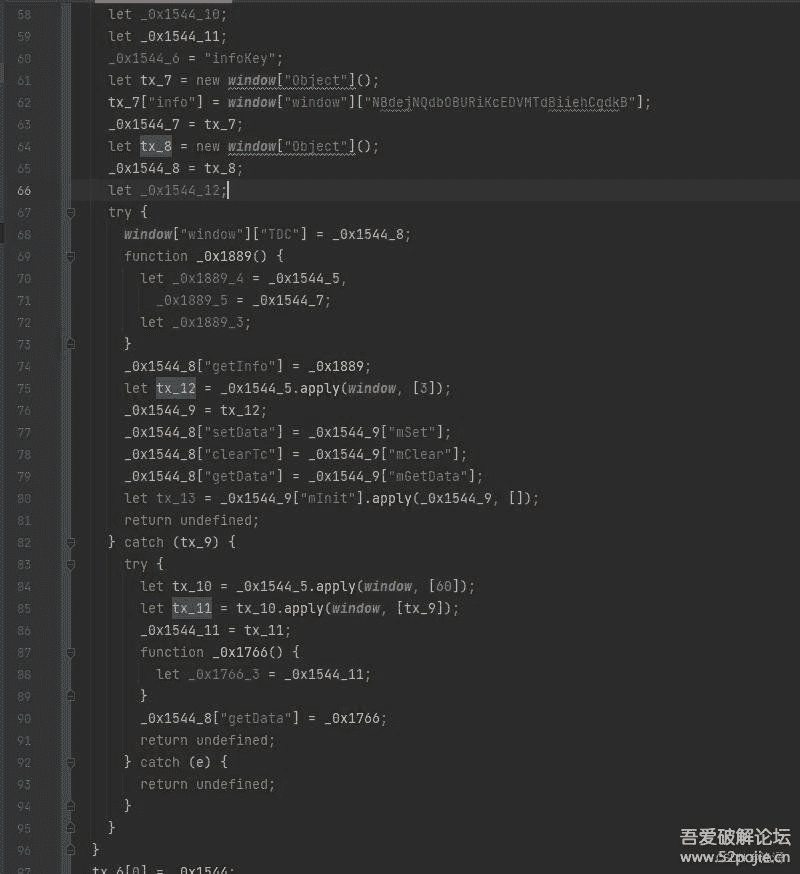 58 let _0x1544_10;
59 let _0x1544_11;
60 _0x1544_6 = "infoKey";
61 let tx_7 = new window["Object"]();
62 tx_7["info"] = window["window"]["N8dejNQdbOBURiKcEDVMTdBiiehCgdkB"];
63 _0x1544_7 = tx_7;
64 let tx_8 = new window["Object"]();
65 _0x1544_8 = tx_8;
66 let _0x1544_12;
67 try {
68 window["window"]["TDC"] = _0x1544_8;
69 function _0x1889() {
70 let _0x1889_4 = _0x1544_5,
71 _0x1889_5 = _0x1544_7;
72 let _0x1889_3;
73 }
74 _0x1544_8["getInfo"] = _0x1889;
75 let tx_12 = _0x1544_5.apply(window, [3]);
76 _0x1544_9 = tx_12;
77 _0x1544_8["setData"] = _0x1544_9["mSet"];
78 _0x1544_8["clearTc"] = _0x1544_9["mClear"];
79 _0x1544_8["getData"] = _0x1544_9["mGetData"];
80 let tx_13 = _0x1544_9["mInit"].apply(_0x1544_9, []);
81 return undefined;
82 } catch (tx_9) {
83 try {
84 let tx_10 = _0x1544_5.apply(window, [60]);
85 let tx_11 = tx_10.apply(window, [tx_9]);
86 _0x1544_11 = tx_11;
87 function _0x1766() {
88 let _0x1766_3 = _0x1544_11;
89 }
90 _0x1544_8["getData"] = _0x1766;
91 return undefined;
92 } catch (e) {
93 return undefined;
94 }
95 }
96 }
97 tx_6[0] = _0x1544;
吾爱破解论坛
www.52pojie.cn